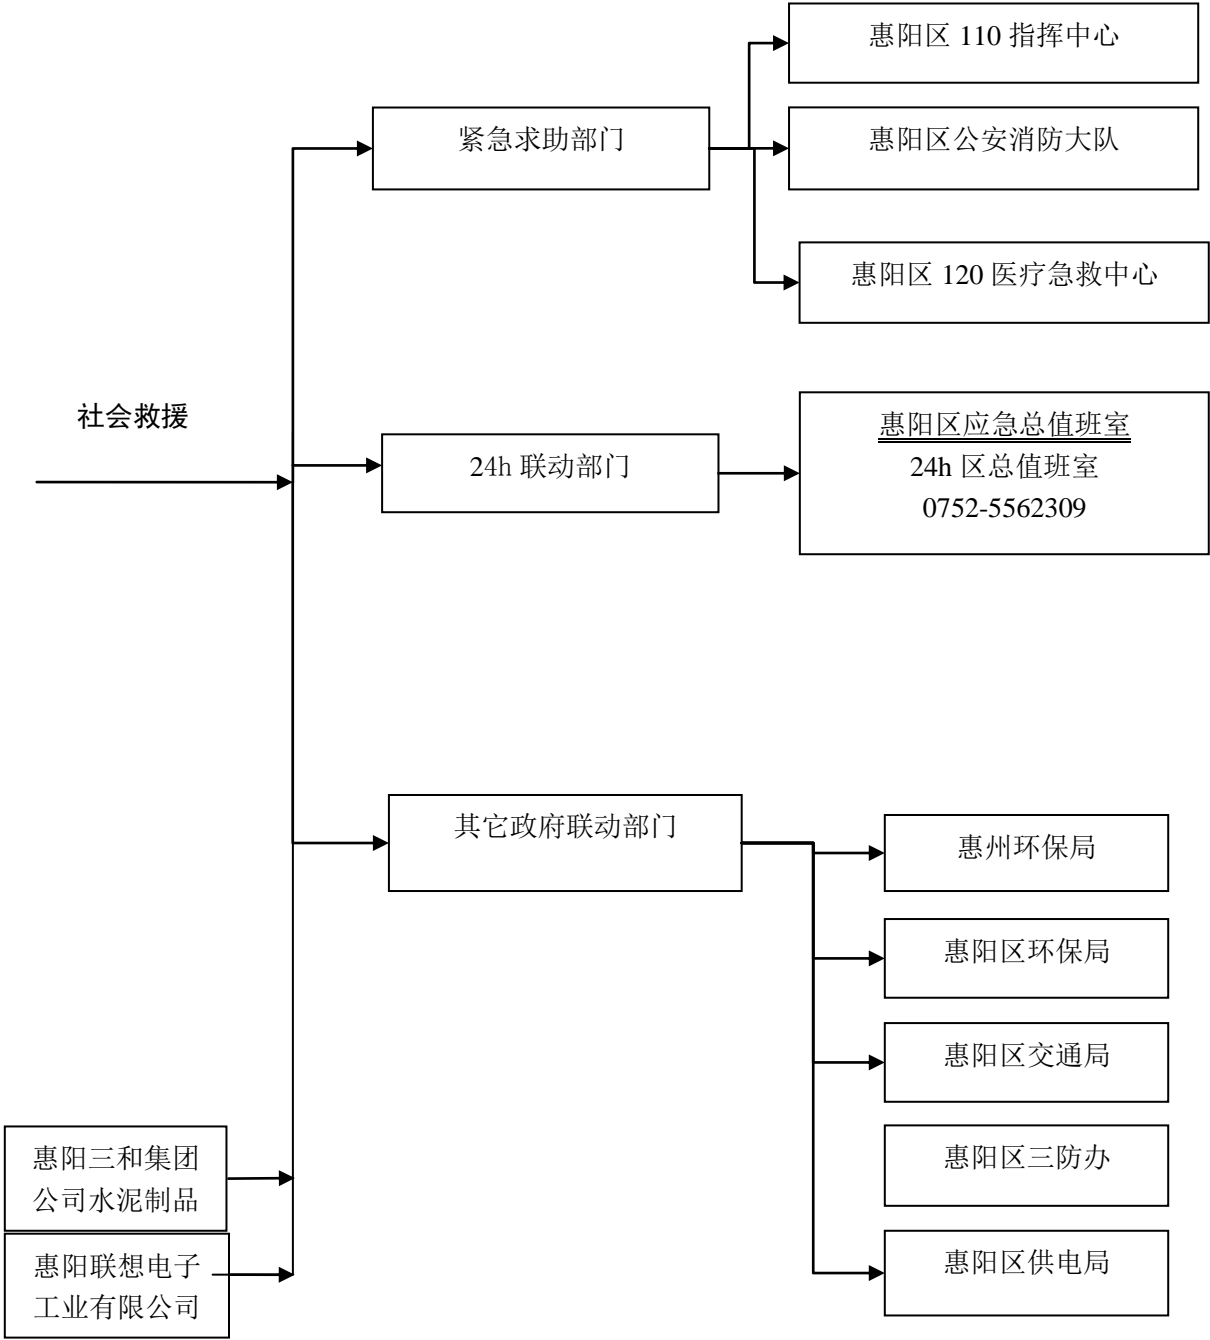 惠阳区 110 指挥中心
紧急求助部门
惠阳区公安消防大队
惠阳区 120 医疗急救中心
社会救援
24h 联动部门
惠阳区应急总值班室
24h 区总值班室
0752-5562309
其它政府联动部门
惠州环保局
惠阳区环保局
惠阳区交通局
惠阳三和集团
公司水泥制品
惠阳区三防办
惠阳联想电子
工业有限公司
惠阳区供电局